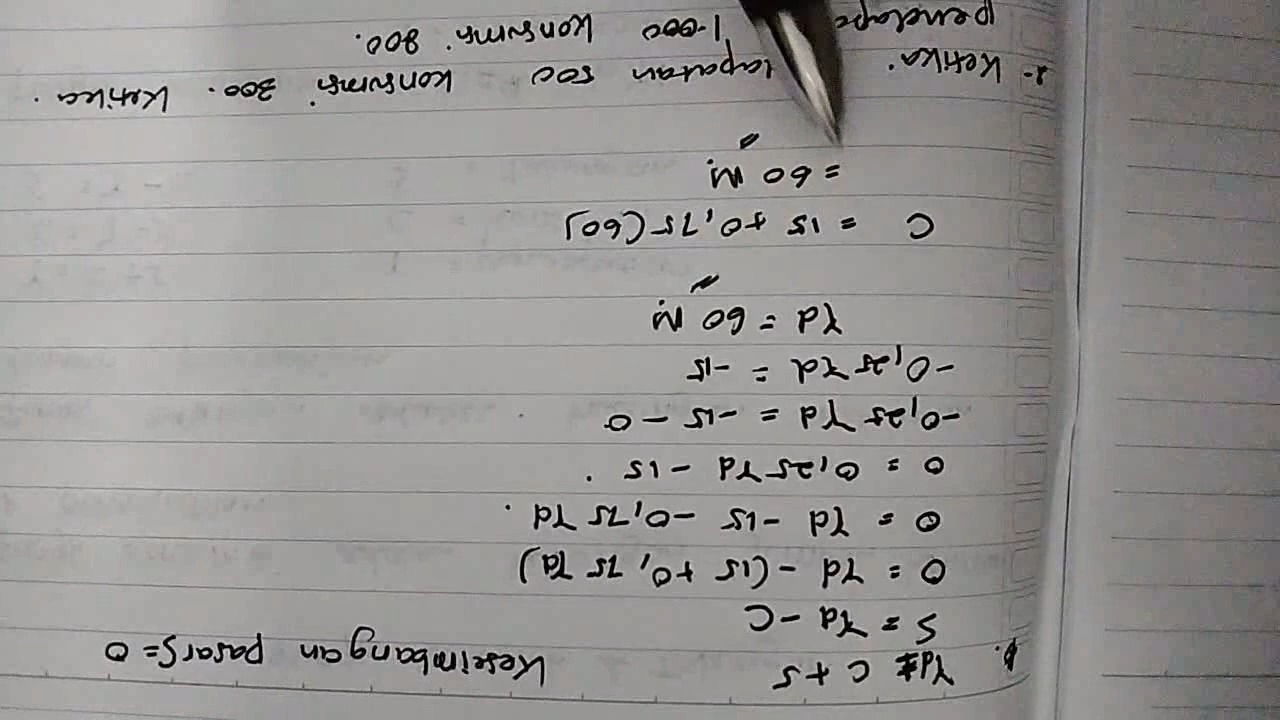 b. Yd = C + S Keseimbangan pasar S = 0
S = Yd - C
0 = Yd - (15 + 0,75 Yd)
0 = Yd - 15 - 0,75 Yd.
0 = 0,25 Yd - 15.
-0,25 Yd = -15 - 0
-0,25 Yd = -15
Yd = 60 M.
C = 15 + 0,75 (60)
= 60 M.
2. Ketika lapatan 500 konsumsi 300. Ketika.
penelape 1.000 konsumsi 800.